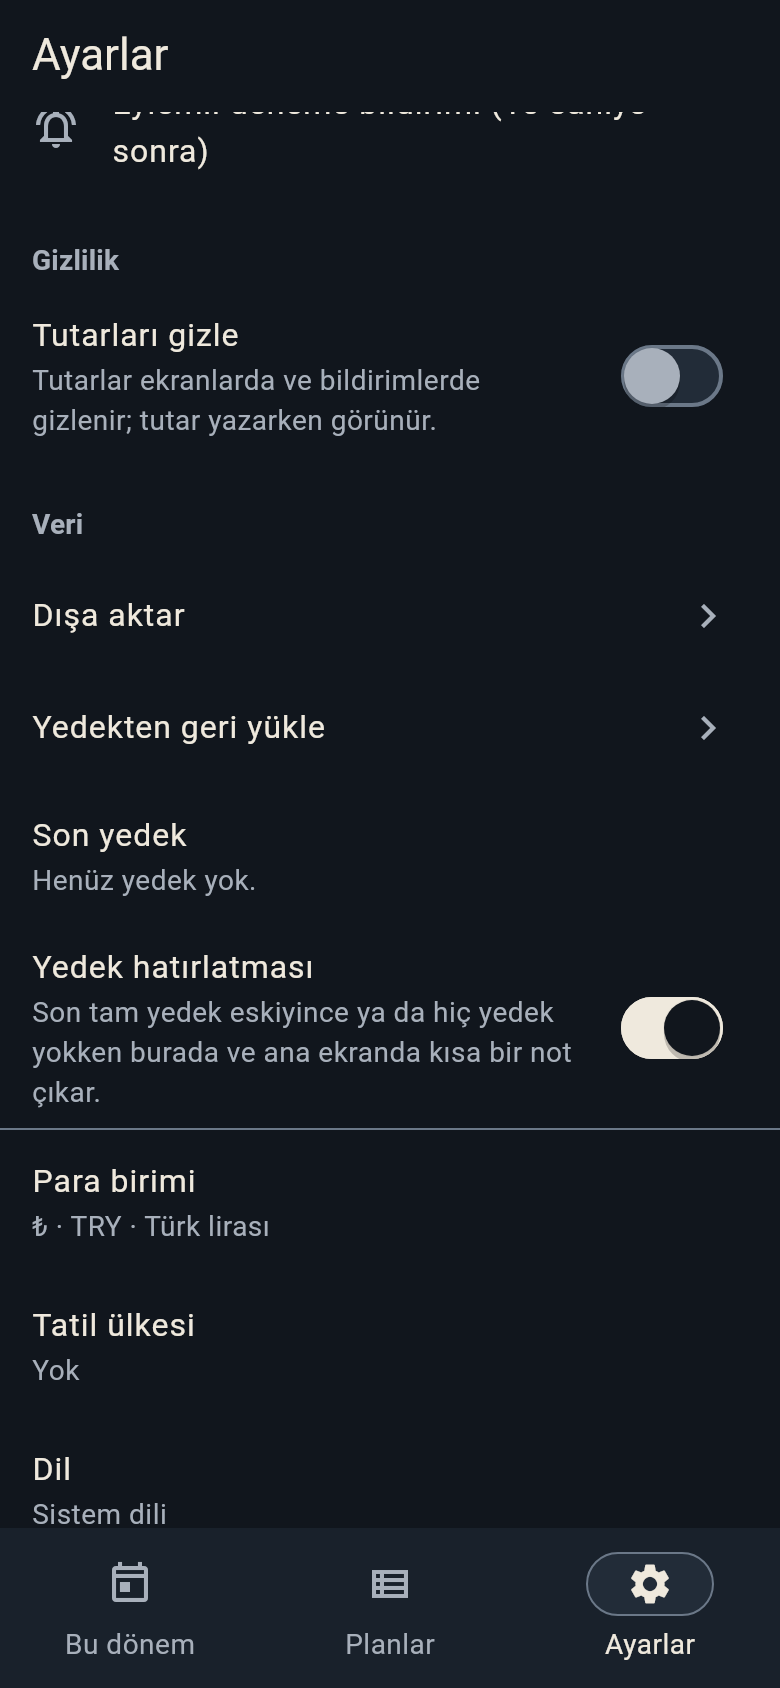 Ayarlar
sonra)
Gizlilik
Tutarları gizle
Tutarlar ekranlarda ve bildirimlerde
gizlenir; tutar yazarken görünür.
Veri
Dışa aktar
Yedekten geri yükle
Son yedek
Henüz yedek yok.
Yedek hatırlatması
Son tam yedek eskiyince ya da hiç yedek
yokken burada ve ana ekranda kısa bir not
çıkar.
Para birimi
₺ · TRY · Türk lirası
Tatil ülkesi
Yok
Dil
Sistem dili
Bu dönem
Planlar
Ayarlar